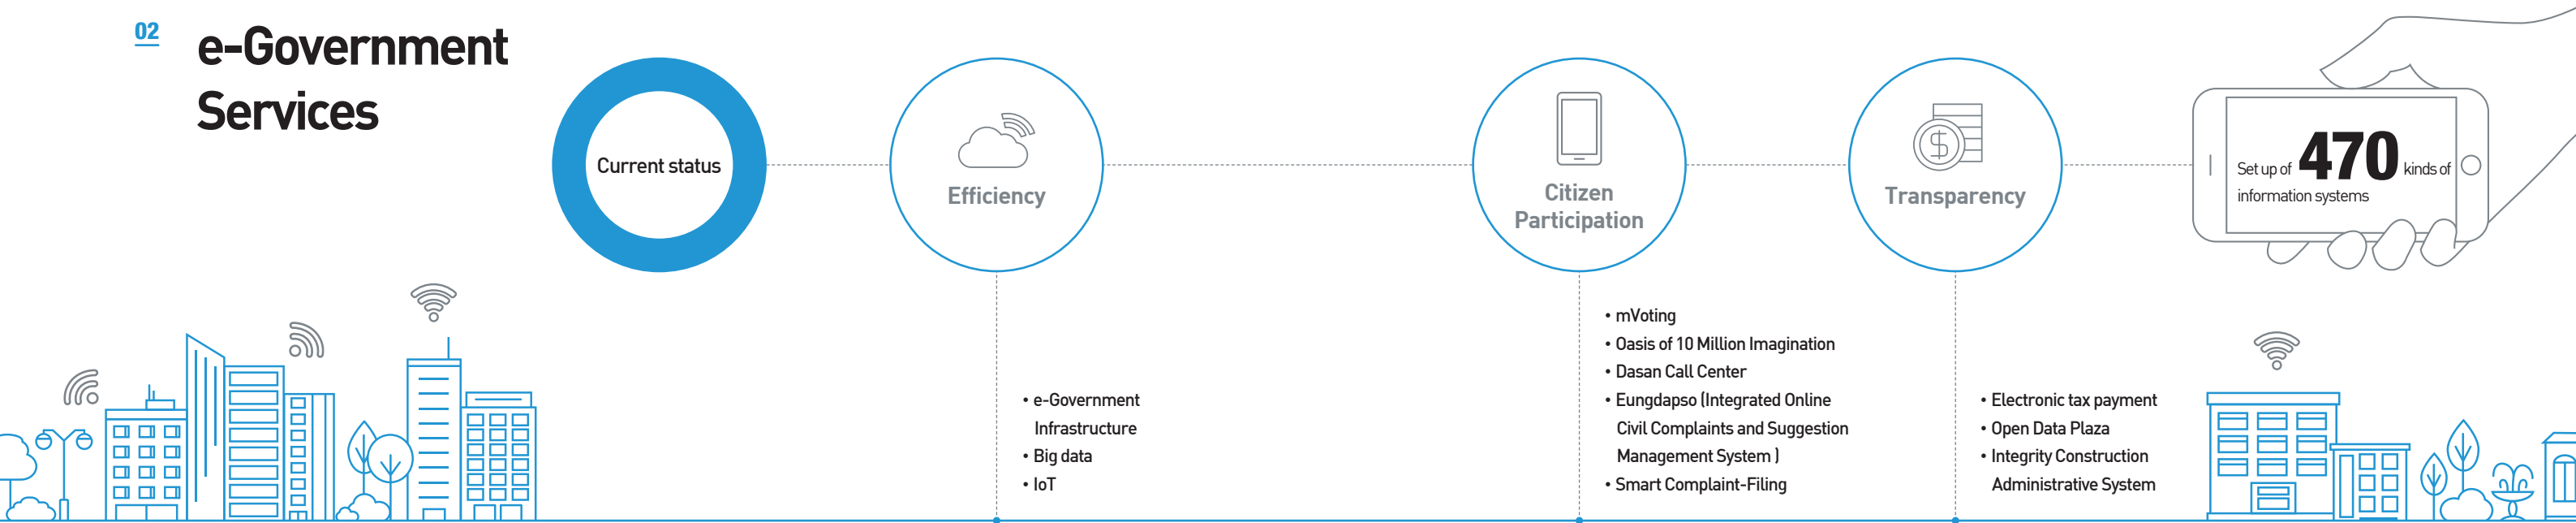 02
e-Government
Services
Current status
Efficiency
• e-Government
Infrastructure
• Big data
• IoT
Citizen
Participation
• mVoting
• Oasis of 10 Million Imagination
• Dasan Call Center
• Eungdapso (Integrated Online
Civil Complaints and Suggestion
Management System )
• Smart Complaint-Filing
Transparency
• Electronic tax payment
• Open Data Plaza
• Integrity Construction
Administrative System
Set up of 470 kinds of
information systems